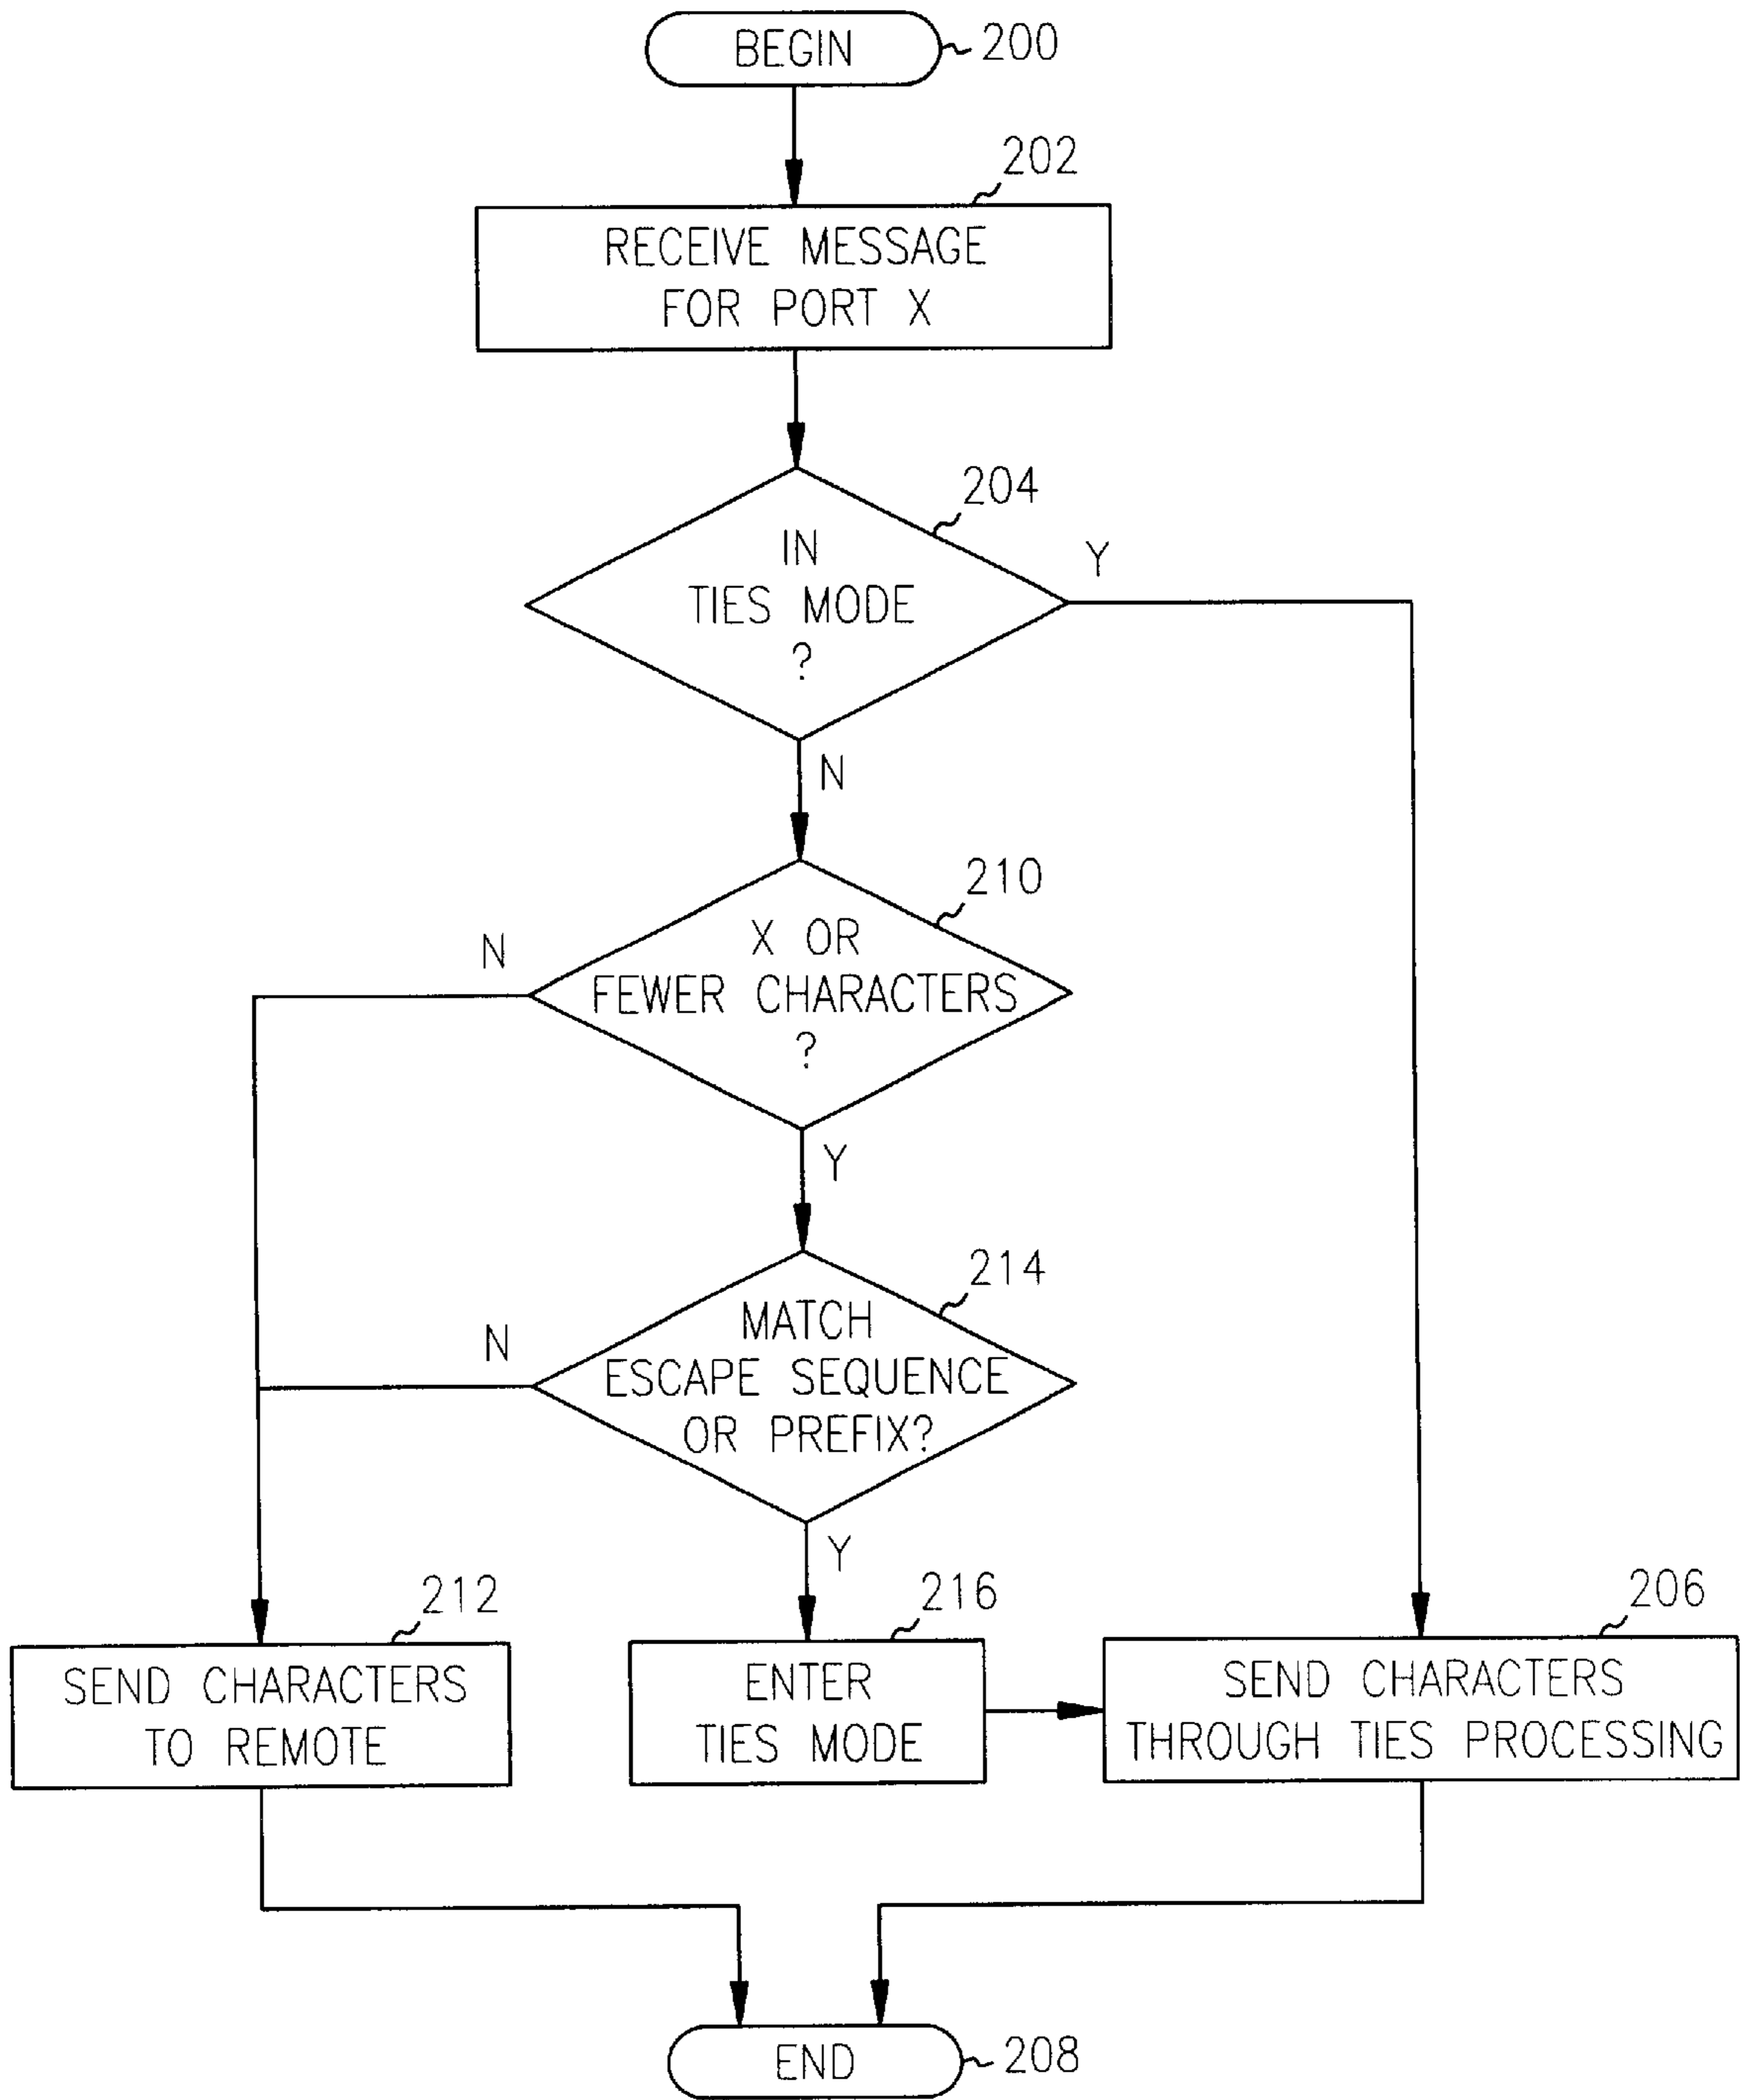 BEGIN
200
202
RECEIVE MESSAGE
FOR PORT X
204
IN
TIES MODE
?
Y
N
210
X OR
FEWER CHARACTERS
?
N
Y
214
MATCH
ESCAPE SEQUENCE
OR PREFIX?
N
Y
212
SEND CHARACTERS
TO REMOTE
216
ENTER
TIES MODE
206
SEND CHARACTERS
THROUGH TIES PROCESSING
END
208